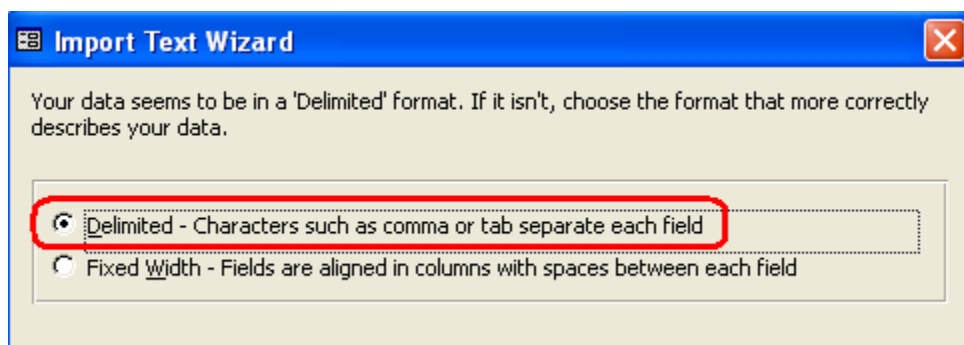 Import Text Wizard
Your data seems to be in a 'Delimited' format. If it isn't, choose the format that more correctly
describes your data.
Delimited - Characters such as comma or tab separate each field
Fixed Width - Fields are aligned in columns with spaces between each field